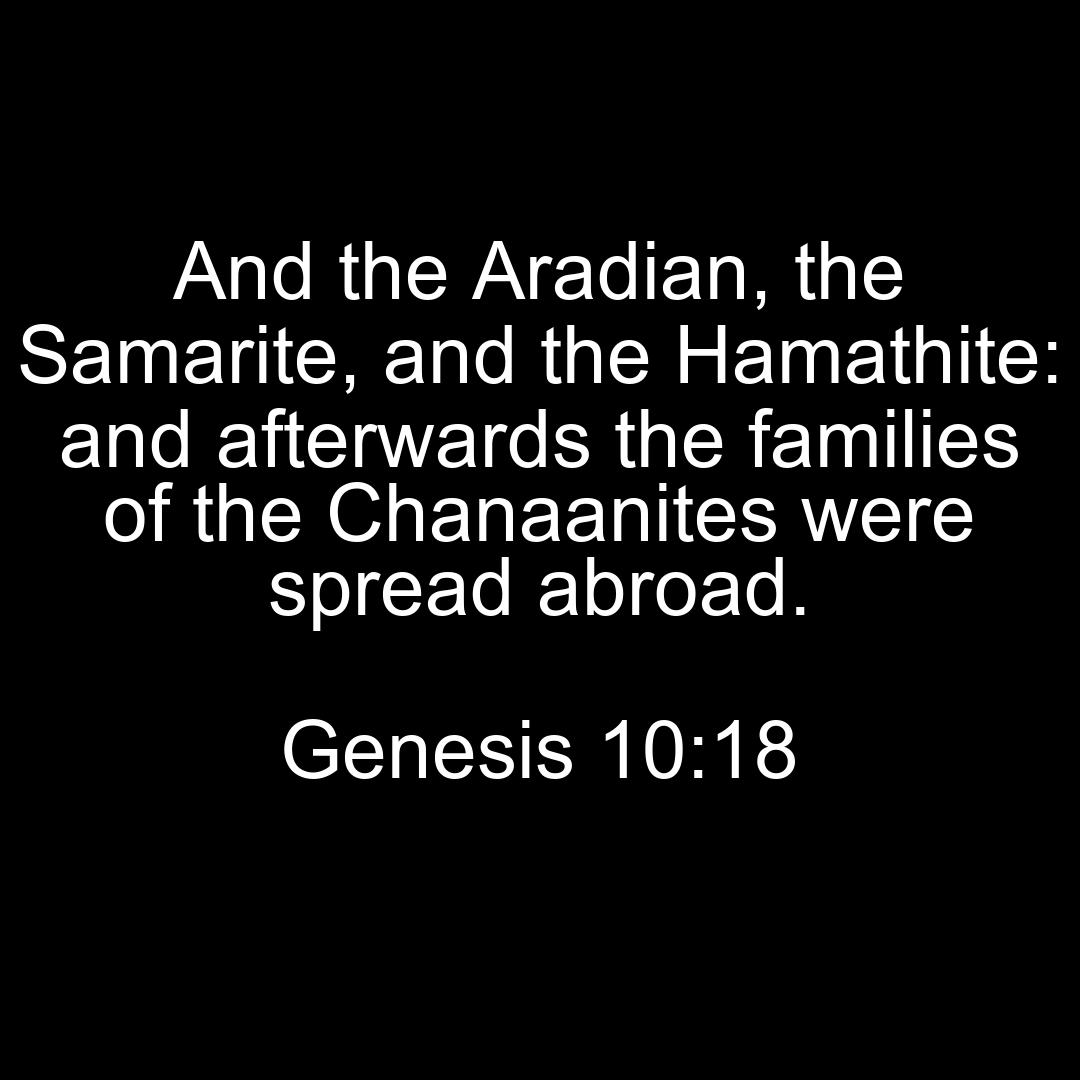 And the Aradian, the
Samarite, and the Hamathite:
and afterwards the families
of the Chanaanites were
spread abroad.
Genesis 10:18